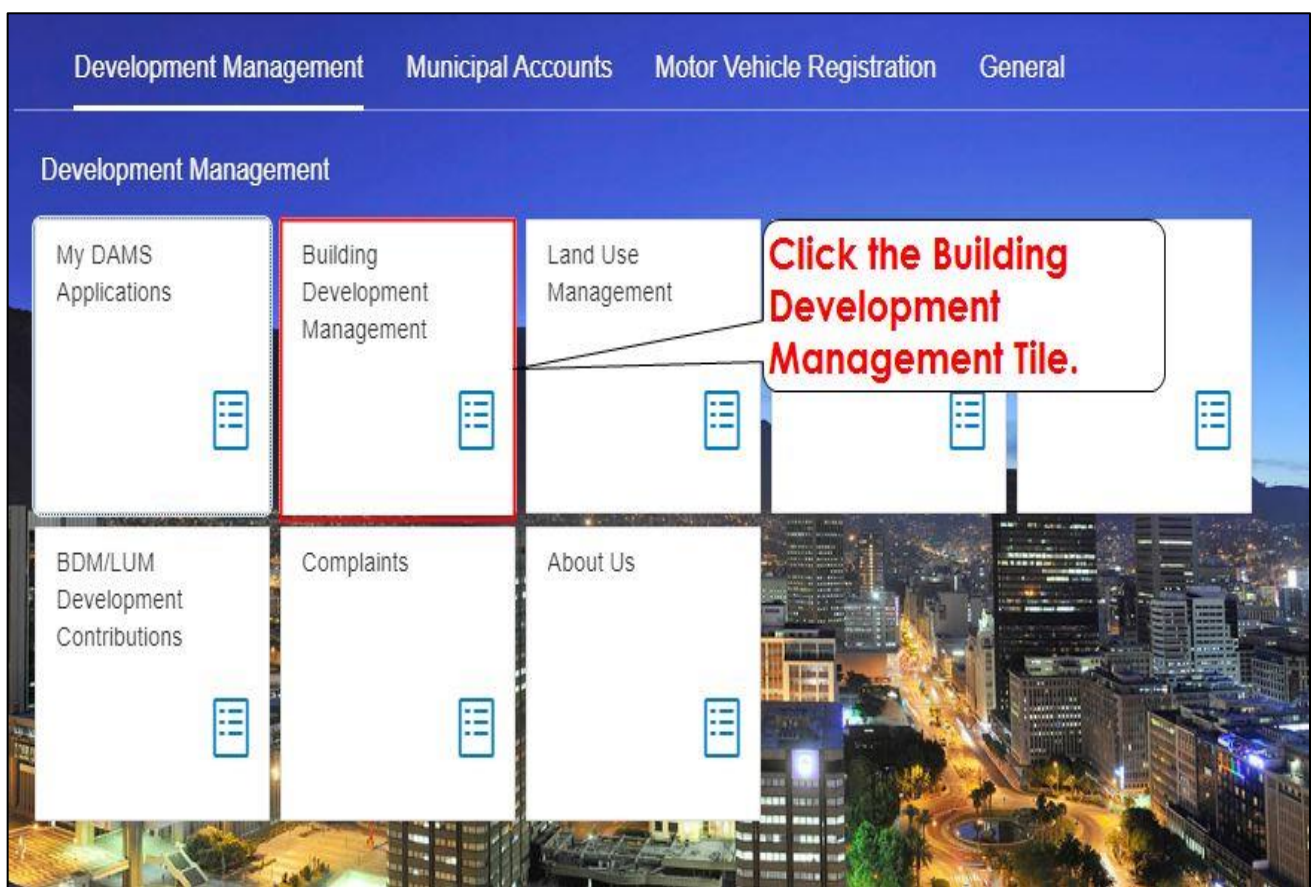 Development Management
Municipal Accounts
Motor Vehicle Registration
General
Development Management
My DAMS
Applications
Building
Development
Management
Land Use
Management
Click the Building
Development
Management Tile.
BDM/LUM
Development
Contributions
Complaints
About Us